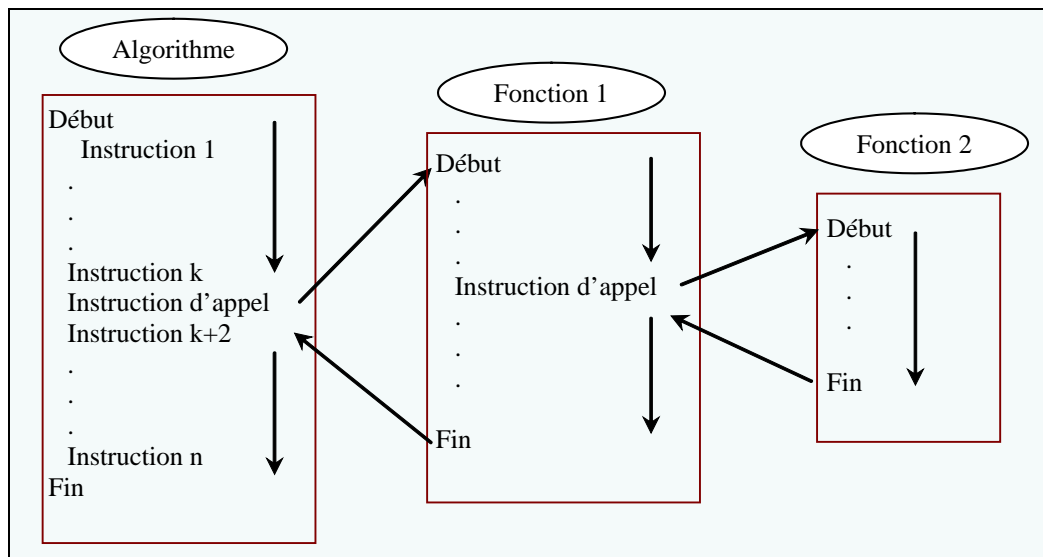 Algorithme
Début
Instruction 1
.
.
.
Instruction k
Instruction d'appel
Instruction k+2
.
.
.
Instruction n
Fin
Fonction 1
Début
.
.
.
Instruction d'appel
.
.
.
Fin
Fonction 2
Début
.
.
.
Fin